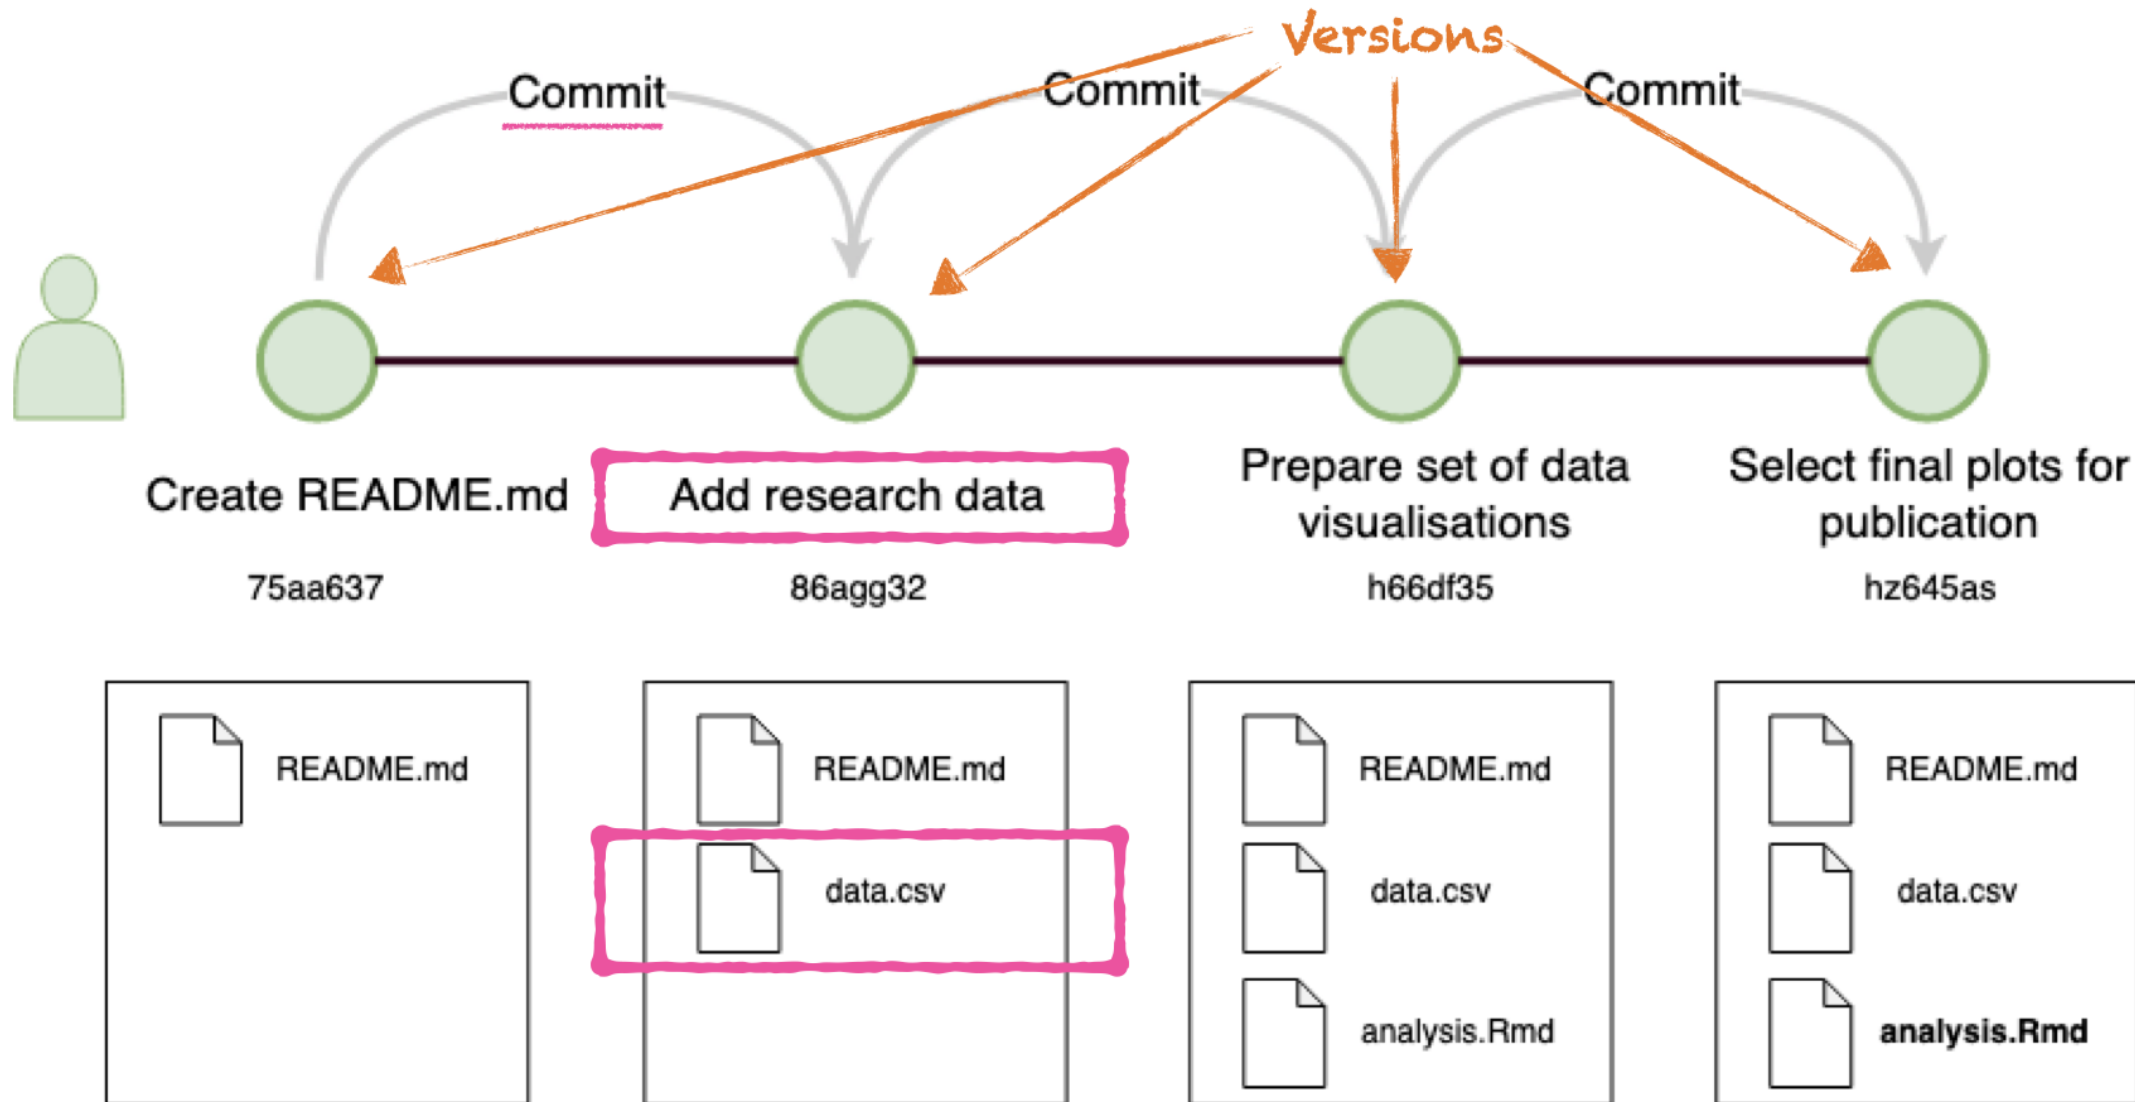 Versions
Commit
Commit
Commit
Create README.md
Add research data
Prepare set of data
visualisations
Select final plots for
publication
75aa637
86agg32
h66df35
hz645as
README.md
README.md
README.md
README.md
data.csv
data.csv
data.csv
analysis.Rmd
analysis.Rmd